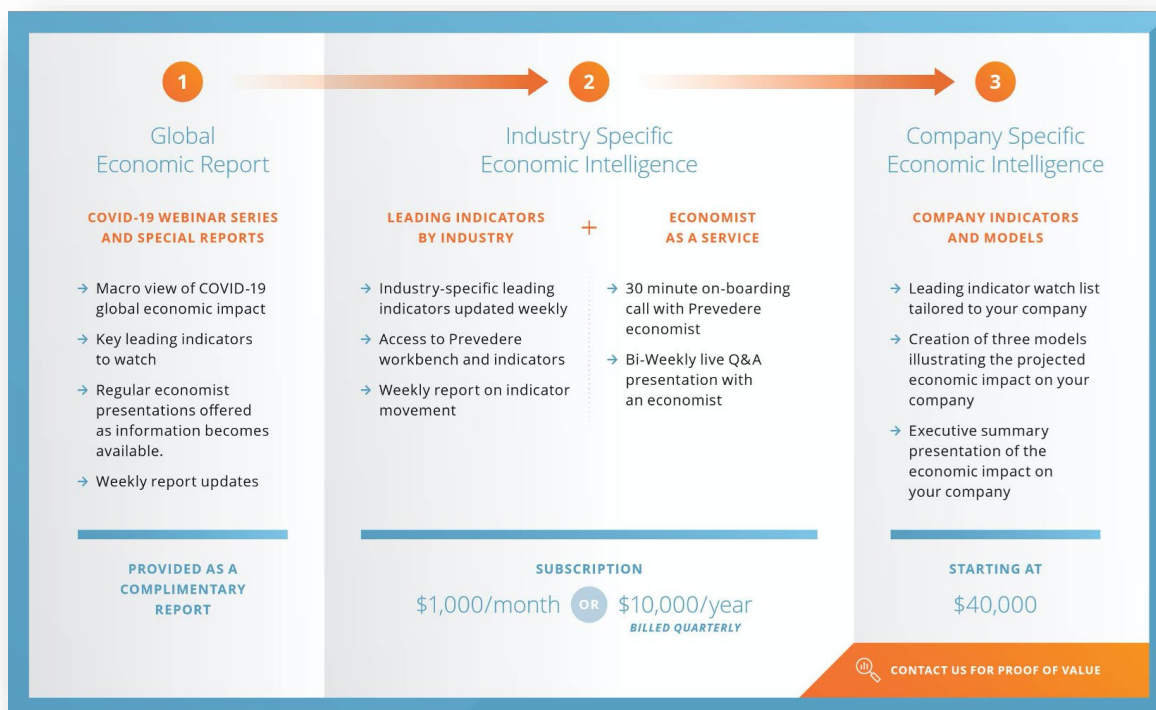 1
Global
Economic Report
COVID-19 WEBINAR SERIES
AND SPECIAL REPORTS
→ Macro view of COVID-19
global economic impact
→ Key leading indicators
to watch
→ Regular economist
presentations offered
as information becomes
available.
→ Weekly report updates
PROVIDED AS A
COMPLIMENTARY
REPORT
2
Industry Specific
Economic Intelligence
LEADING INDICATORS
BY INDUSTRY
→ Industry-specific leading
indicators updated weekly
→ Access to Prevedere
workbench and indicators
→ Weekly report on indicator
movement
+
ECONOMIST
AS A SERVICE
→ 30 minute on-boarding
call with Prevedere
economist
→ Bi-Weekly live Q&A
presentation with
an economist
SUBSCRIPTION
$1,000/month OR $10,000/year
BILLED QUARTERLY
3
Company Specific
Economic Intelligence
COMPANY INDICATORS
AND MODELS
→ Leading indicator watch list
tailored to your company
→ Creation of three models
illustrating the projected
economic impact on your
company
→ Executive summary
presentation of the
economic impact on
your company
STARTING AT
$40,000
CONTACT US FOR PROOF OF VALUE